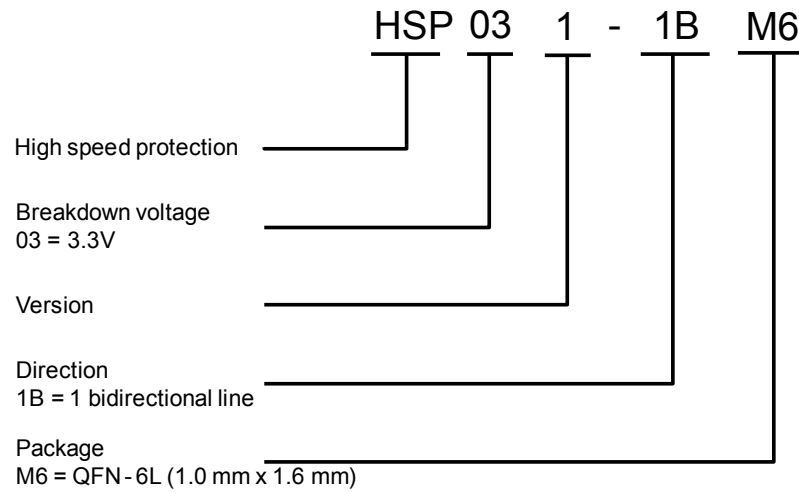 HSP 03 1 - 1B M6
High speed protection
Breakdown voltage
03 = 3.3V
Version
Direction
1B = 1 bidirectional line
Package
M6 = QFN-6L (1.0 mm x 1.6 mm)